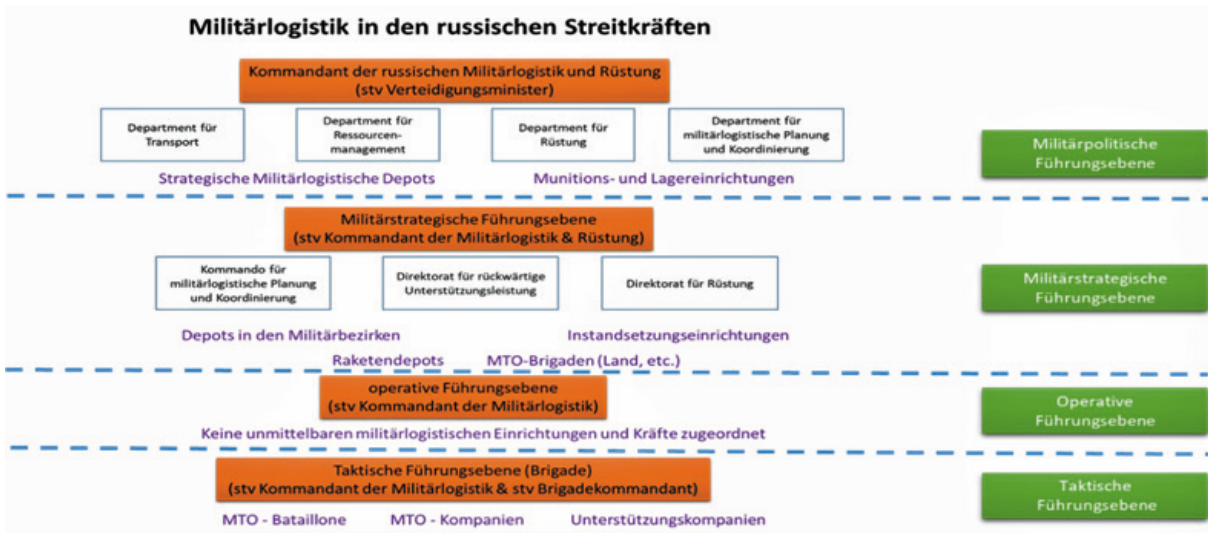 Militärlogistik in den russischen Streitkräften
Kommandant der russischen Militärlogistik und Rüstung
(stv Verteidigungsminister)
Department für
Transport
Department für
Ressourcen-
management
Department für
Rüstung
Department für
militärlogistische Planung
und Koordinierung
Strategische Militärlogistische Depots
Munitions- und Lagereinrichtungen
Militärpolitische
Führungsebene
Militärstrategische Führungsebene
(stv Kommandant der Militärlogistik & Rüstung)
Kommando für
militärlogistische Planung
und Koordinierung
Direktorat für rückwärtige
Unterstützungsleistung
Direktorat für Rüstung
Depots in den Militärbezirken
Instandsetzungseinrichtungen
Raketendepots
MTO-Brigaden (Land, etc.)
Militärstrategische
Führungsebene
operative Führungsebene
(stv Kommandant der Militärlogistik)
Keine unmittelbaren militärlogistischen Einrichtungen und Kräfte zugeordnet
Operative
Führungsebene
Taktische Führungsebene (Brigade)
(stv Kommandant der Militärlogistik & stv Brigadekommandant)
MTO - Bataillone
MTO - Kompanien
Unterstützungskompanien
Taktische
Führungsebene